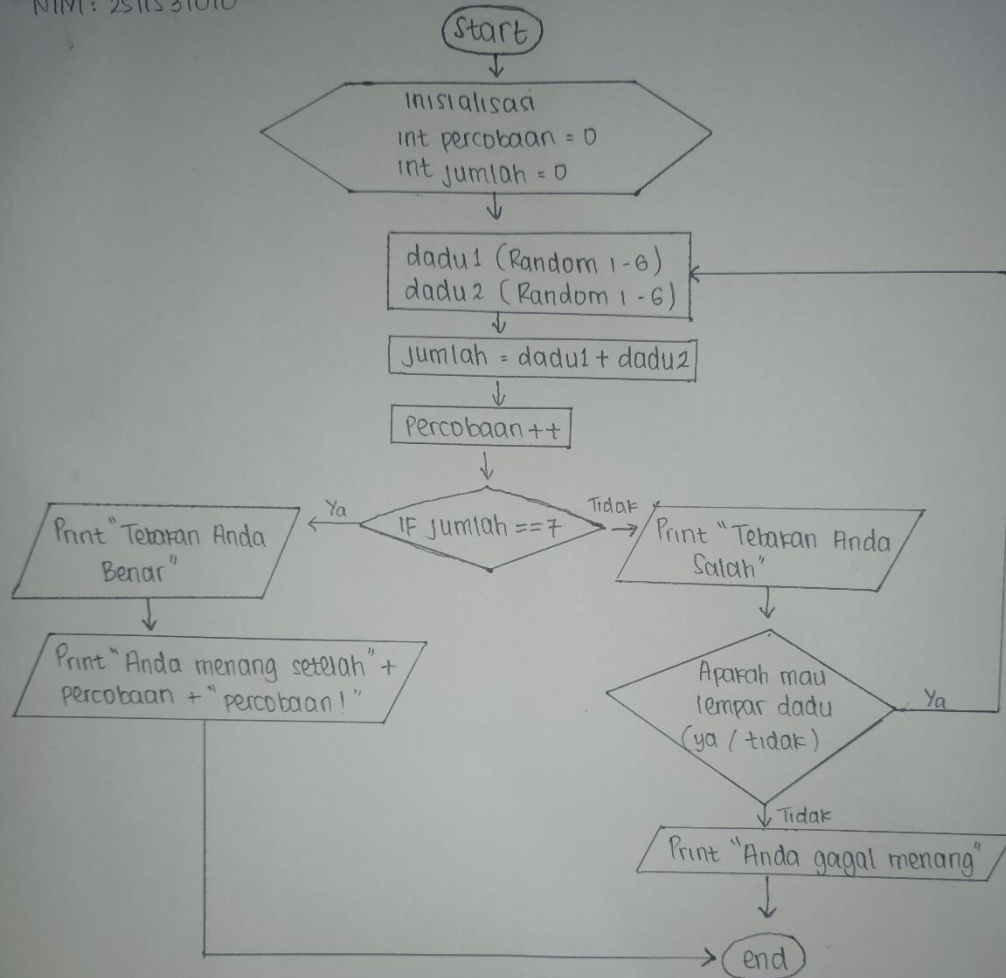 NIM: 2511531010
Start
Inisialisasi
int percobaan = 0
int jumlah = 0
dadu1 (Random 1-6)
dadu2 (Random 1-6)
jumlah = dadu1 + dadu2
Percobaan ++
IF jumlah ==7
Ya
Tidak
Print "Tebakan Anda
Benar"
Print "Anda menang setelah" +
percobaan + "percobaan!"
Print "Tebakan Anda
Salah"
Apakah mau
lempar dadu
(ya / tidak)
Ya
Tidak
Print "Anda gagal menang"
end